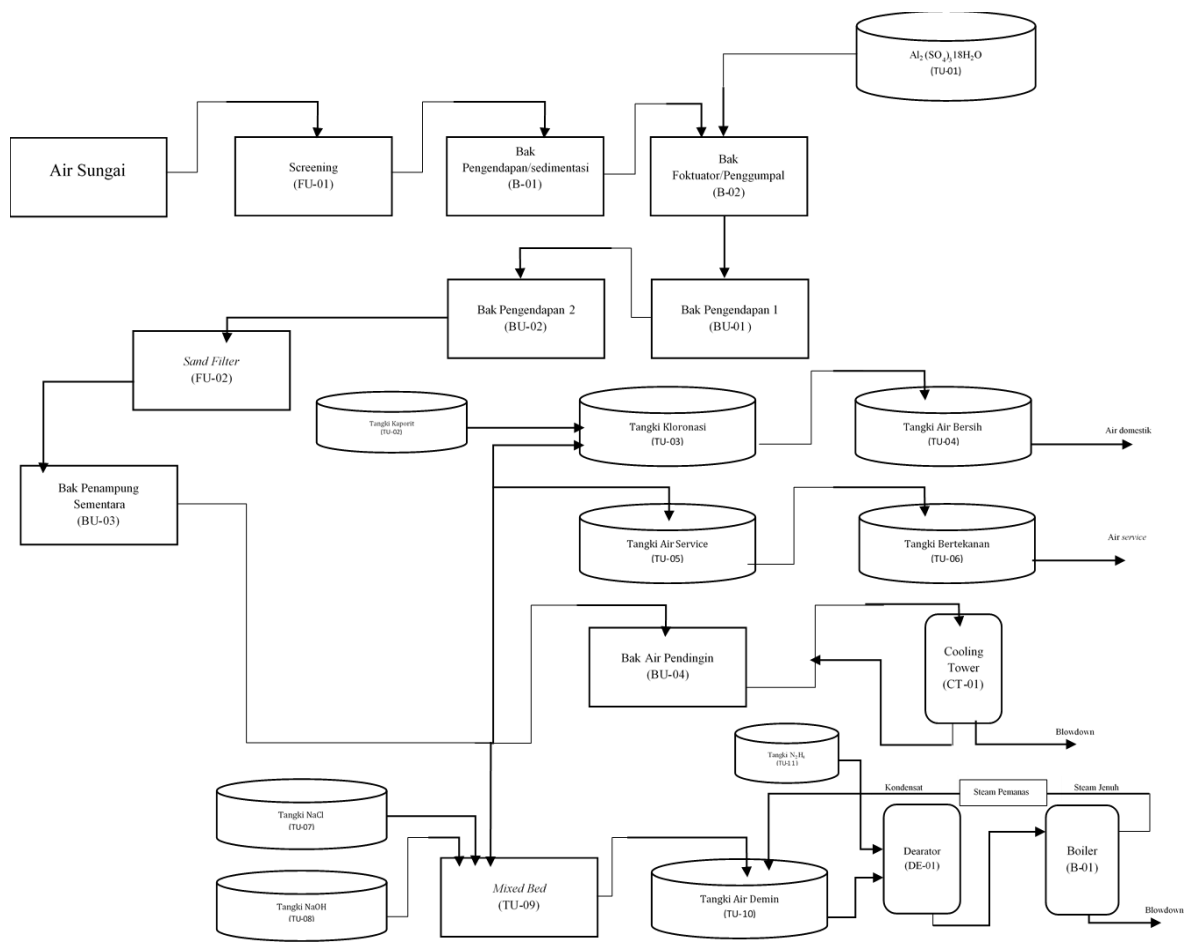 Al₂(SO₄)₃18H₂O
(TU-01)
Air Sungai
Screening
(FU-01)
Bak
Pengendapan/sedimentasi
(B-01)
Bak
Foktuator/Penggumpal
(B-02)
Bak Pengendapan 2
(BU-02)
Bak Pengendapan 1
(BU-01)
Sand Filter
(FU-02)
Tangki Kaporit
(TU-02)
Tangki Kloronasi
(TU-03)
Tangki Air Bersih
(TU-04)
Air domestik
Bak Penampung
Sementara
(BU-03)
Tangki Air Service
(TU-05)
Tangki Bertekanan
(TU-06)
Air service
Bak Air Pendingin
(BU-04)
Cooling
Tower
(CT-01)
Blowdown
Tangki N₂H₄
(TU-11)
Kondensat
Steam Pemanas
Steam Jenuh
Tangki NaCl
(TU-07)
Tangki NaOH
(TU-08)
Mixed Bed
(TU-09)
Tangki Air Demin
(TU-10)
Dearator
(DE-01)
Boiler
(B-01)
Blowdown